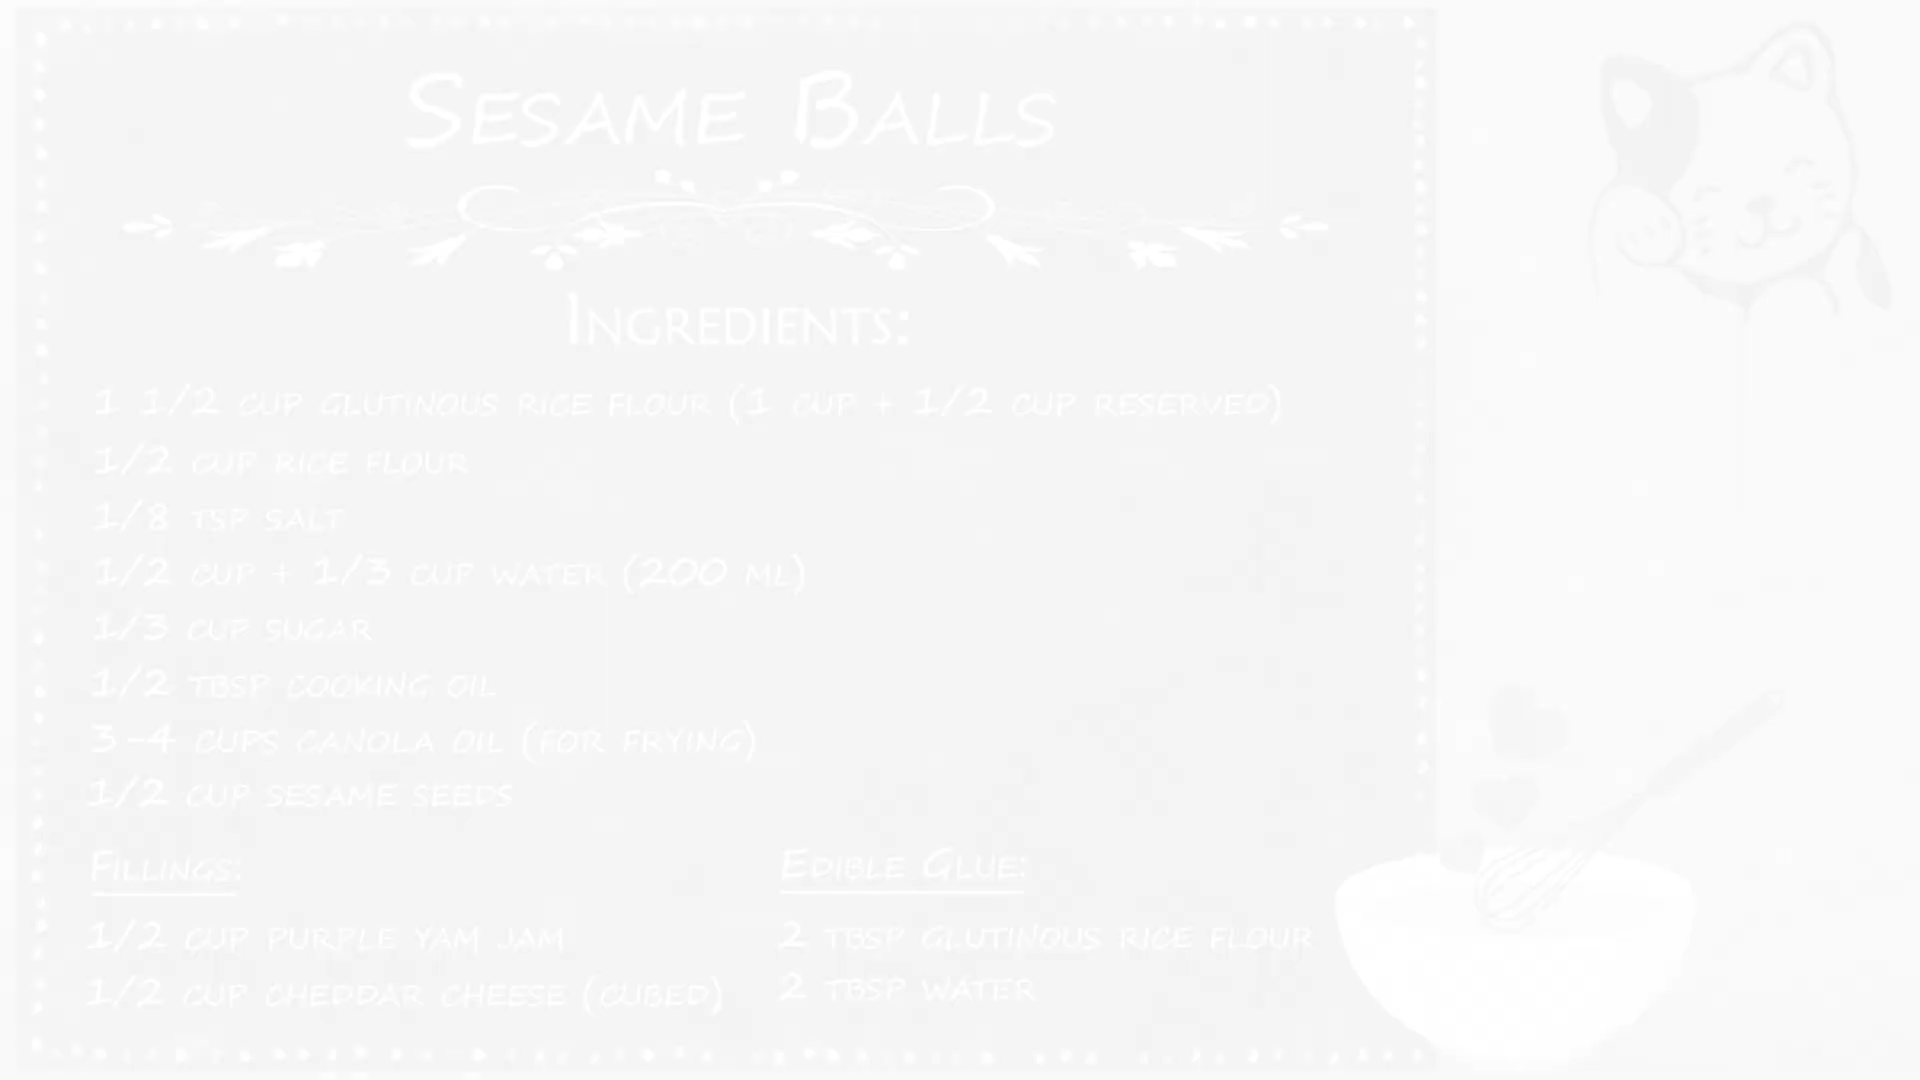 Sesame Balls
Ingredients:
1 1/2 cup glutinous rice flour (1 cup + 1/2 cup reserved)
1/2 cup rice flour
1/8 tsp salt
1/2 cup + 1/3 cup water (200 ml)
1/3 cup sugar
1/2 tbsp cooking oil
3-4 cups canola oil (for frying)
1/2 cup sesame seeds
Fillings:
1/2 cup purple yam jam
1/2 cup cheddar cheese (cubed)
Edible Glue:
2 tbsp glutinous rice flour
2 tbsp water